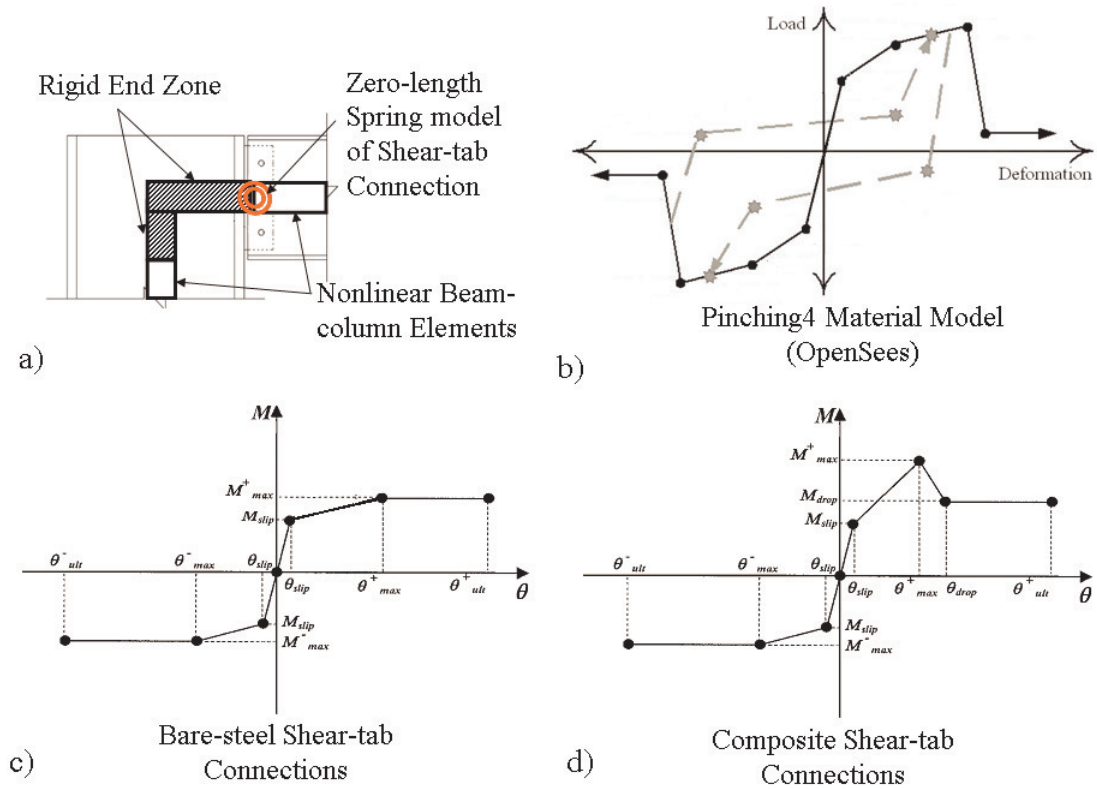 Rigid End Zone
Zero-length
Spring model
of Shear-tab
Connection
Nonlinear Beam-
column Elements
a)
Load
Deformation
Pinching4 Material Model
(OpenSees)
b)
M
M⁺max
Mslip
θ⁻ult
θ⁻max
θslip
θslip
θ⁺max
θ⁺ult
θ
Mslip
M⁻max
Bare-steel Shear-tab
Connections
c)
M
M⁺max
Mdrop
Mslip
θ⁻ult
θ⁻max
θslip
θslip
θ⁺max
θdrop
θ⁺ult
θ
Mslip
M⁻max
Composite Shear-tab
Connections
d)